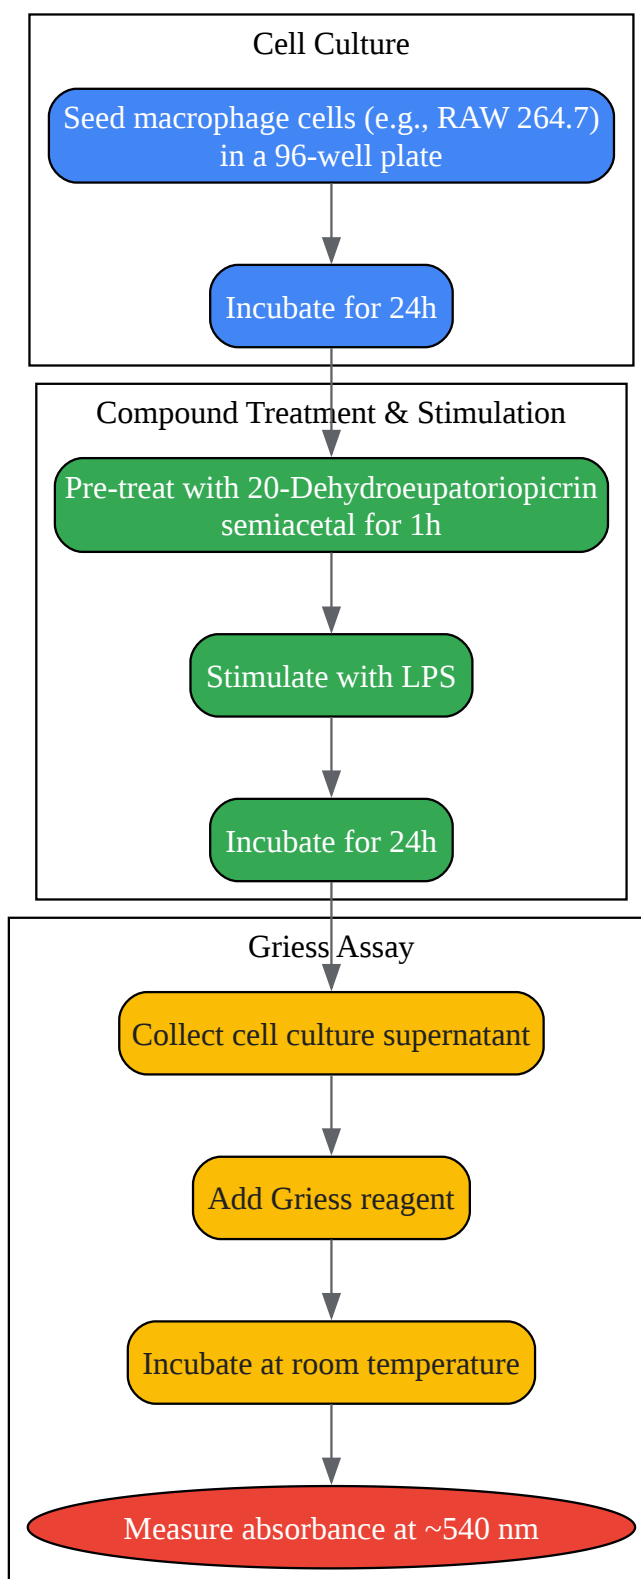 Cell Culture
Seed macrophage cells (e.g., RAW 264.7)
in a 96-well plate
Incubate for 24h
Compound Treatment & Stimulation
Pre-treat with 20-Dehydroeupatoriopicrin
semiacetal for 1h
Stimulate with LPS
Incubate for 24h
Griess Assay
Collect cell culture supernatant
Add Griess reagent
Incubate at room temperature
Measure absorbance at ~540 nm